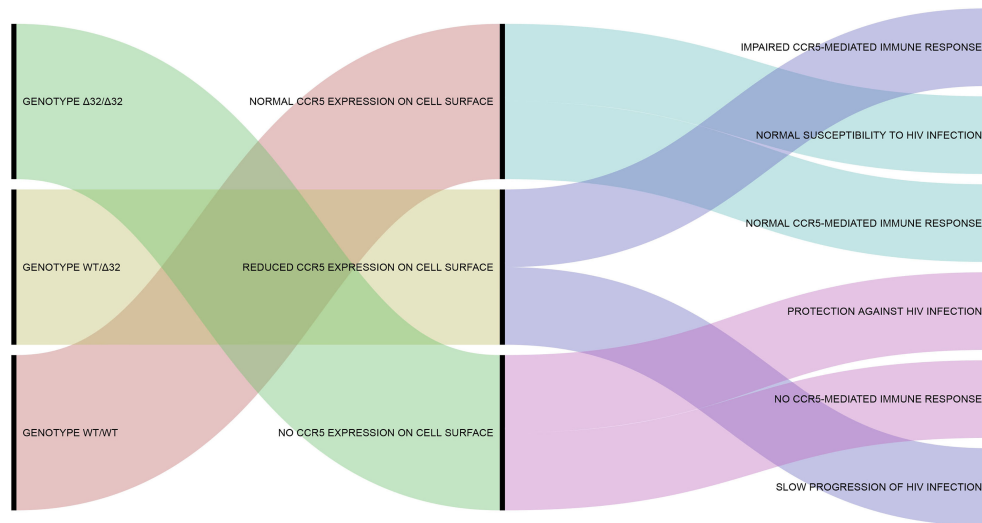 GENOTYPE Δ32/Δ32
GENOTYPE WT/Δ32
GENOTYPE WT/WT
NORMAL CCR5 EXPRESSION ON CELL SURFACE
REDUCED CCR5 EXPRESSION ON CELL SURFACE
NO CCR5 EXPRESSION ON CELL SURFACE
IMPAIRED CCR5-MEDIATED IMMUNE RESPONSE
NORMAL SUSCEPTIBILITY TO HIV INFECTION
NORMAL CCR5-MEDIATED IMMUNE RESPONSE
PROTECTION AGAINST HIV INFECTION
NO CCR5-MEDIATED IMMUNE RESPONSE
SLOW PROGRESSION OF HIV INFECTION